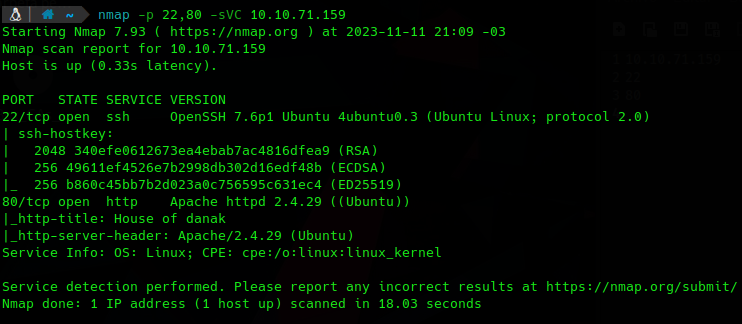 ~ nmap -p 22,80 -sVC 10.10.71.159
Starting Nmap 7.93 ( https://nmap.org ) at 2023-11-11 21:09 -03
Nmap scan report for 10.10.71.159
Host is up (0.33s latency).
PORT   STATE SERVICE VERSION
22/tcp open  ssh     OpenSSH 7.6p1 Ubuntu 4ubuntu0.3 (Ubuntu Linux; protocol 2.0)
| ssh-hostkey:
|   2048 340efe0612673ea4ebab7ac4816dfea9 (RSA)
|   256 49611ef4526e7b2998db302d16edf48b (ECDSA)
|_  256 b860c45bb7b2d023a0c756595c631ec4 (ED25519)
80/tcp open  http    Apache httpd 2.4.29 ((Ubuntu))
|_http-title: House of danak
|_http-server-header: Apache/2.4.29 (Ubuntu)
Service Info: OS: Linux; CPE: cpe:/o:linux:linux_kernel
Service detection performed. Please report any incorrect results at https://nmap.org/submit/
Nmap done: 1 IP address (1 host up) scanned in 18.03 seconds